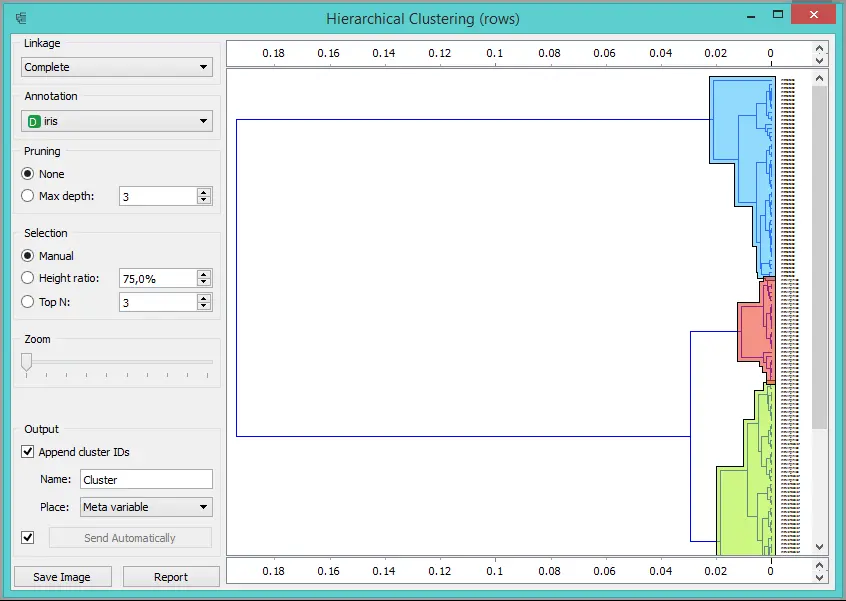 Hierarchical Clustering (rows)
Linkage
Complete
Annotation
D iris
Pruning
None
Max depth: 3
Selection
Manual
Height ratio: 75,0%
Top N: 3
Zoom
Output
Append cluster IDs
Name: Cluster
Place: Meta variable
Send Automatically
Save Image Report
0.18 0.16 0.14 0.12 0.1 0.08 0.06 0.04 0.02 0
0.18 0.16 0.14 0.12 0.1 0.08 0.06 0.04 0.02 0